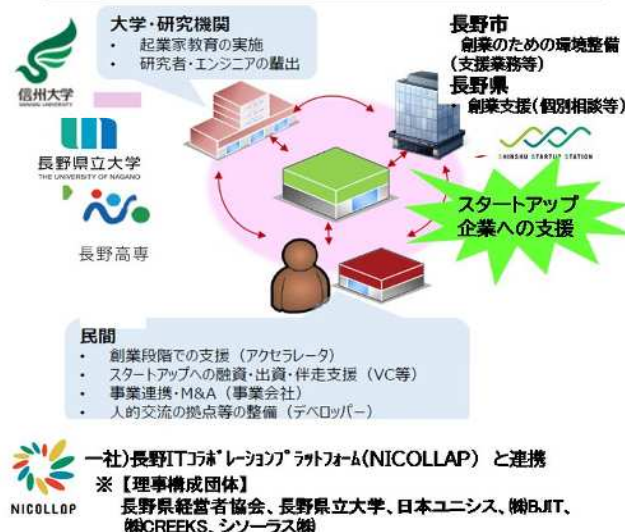 大学・研究機関
・ 起業家教育の実施
・ 研究者・エンジニアの輩出
信州大学
SHINSHU UNIVERSITY
長野県立大学
THE UNIVERSITY OF NAGANO
長野高専
長野市
創業のための環境整備
(支援業務等)
長野県
・創業支援(個別相談等)
SHINSHU STARTUP STATION
スタートアップ
企業への支援
民間
・ 創業段階での支援（アクセラレータ）
・ スタートアップへの融資・出資・伴走支援（VC等）
・ 事業連携・M&A（事業会社）
・ 人的交流の拠点等の整備（デベロッパー）
NICOLLAP
一社)長野ITｺﾗﾎﾞﾚｰｼｮﾝﾌﾟﾗｯﾄﾌｫｰﾑ(NICOLLAP) と連携
※【理事構成団体】
長野県経営者協会、長野県立大学、日本ユニシス、㈱BJIT、
㈱CREEKS、シソーラス㈱